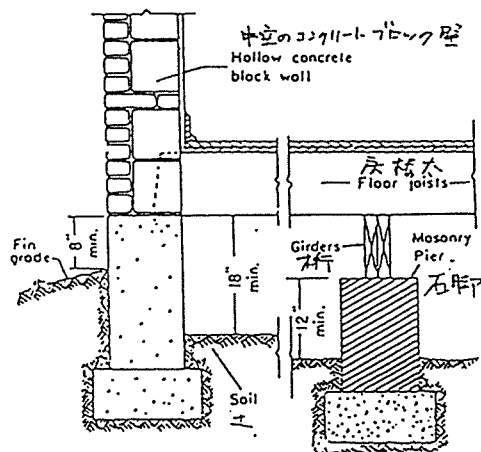 中空のコンクリートブロック壁
Hollow concrete
block wall
床根太
Floor joists
8" min.
Fin
grade
18" min.
Girders
桁
Masonry
Pier.
石脚
12" min.
Soil
土